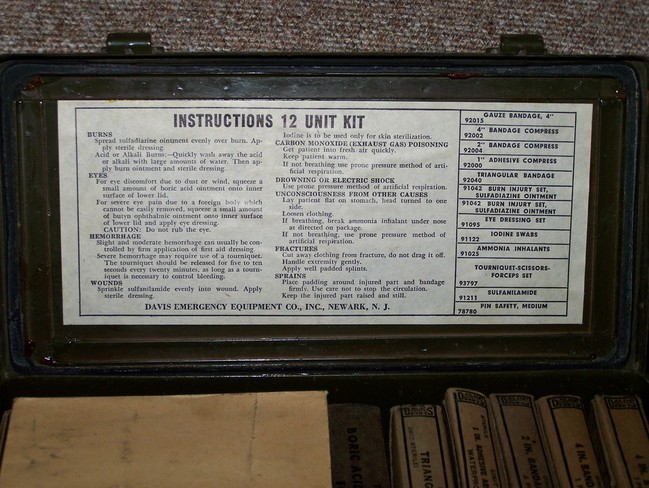 INSTRUCTIONS 12 UNIT KIT
BURNS
Spread sulfadiazine ointment evenly over burn. Ap-
ply sterile dressing.
Acid or Alkali Burns:—Quickly wash away the acid
or alkali with large amounts of water. Then ap-
ply burn ointment and sterile dressing.
EYES
For eye discomfort due to dust or wind, squeeze a
small amount of boric acid ointment onto inner
surface of lower lid.
For severe eye pain due to a foreign body which
cannot be easily removed, squeeze a small amount
of butyn ophthalmic ointment onto inner surface
of lower lid and apply eye dressing.
CAUTION: Do not rub the eye.
HEMORRHAGE
Slight and moderate hemorrhage can usually be con-
trolled by firm application of first aid dressing.
Severe hemorrhage may require use of a tourniquet.
The tourniquet should be released for five to ten
seconds every twenty minutes, as long as a tourn-
iquet is necessary to control bleeding.
WOUNDS
Sprinkle sulfanilamide evenly into wound. Apply
sterile dressing.
Iodine is to be used only for skin sterilization.
CARBON MONOXIDE (EXHAUST GAS) POISONING
Get patient into fresh air quickly.
Keep patient warm.
If not breathing use prone pressure method of arti-
ficial respiration.
DROWNING OR ELECTRIC SHOCK
Use prone pressure method of artificial respiration.
UNCONSCIOUSNESS FROM OTHER CAUSES
Lay patient flat on stomach, head turned to one
side.
Loosen clothing.
If breathing, break ammonia inhalant under nose
as directed on package.
If not breathing, use prone pressure method of
artificial respiration.
FRACTURES
Cut away clothing from fracture, do not drag it off.
Handle extremity gently.
Apply well padded splints.
SPRAINS
Place padding around injured part and bandage
firmly. Use care not to stop the circulation.
Keep the injured part raised and still.
DAVIS EMERGENCY EQUIPMENT CO., INC., NEWARK, N. J.
GAUZE BANDAGE, 4"
92015
4" BANDAGE COMPRESS
92002
2" BANDAGE COMPRESS
92004
1" ADHESIVE COMPRESS
92000
TRIANGULAR BANDAGE
92040
91042 BURN INJURY SET,
SULFADIAZINE OINTMENT
91042 BURN INJURY SET,
SULFADIAZINE OINTMENT
EYE DRESSING SET
91095
IODINE SWABS
91122
AMMONIA INHALANTS
91025
TOURNIQUET-SCISSORS-
FORCEPS SET
93797
SULFANILAMIDE
91211
PIN SAFETY, MEDIUM
78780
BORIC ACID
TRIANG
1 IN. ADHESIVE
WATERPROOF
2 IN. BAND
4 IN. BAN
4 IN.